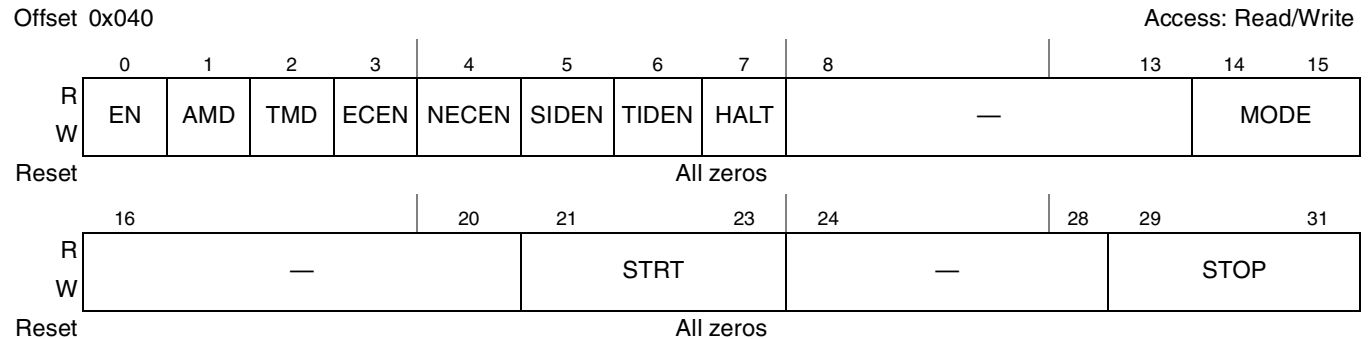 Offset 0x040 Access: Read/Write
0 1 2 3 4 5 6 7 8 13 14 15
R
EN AMD TMD ECEN NECEN SIDEN TIDEN HALT — MODE
W
Reset All zeros
16 20 21 23 24 28 29 31
R
— STRT — STOP
W
Reset All zeros